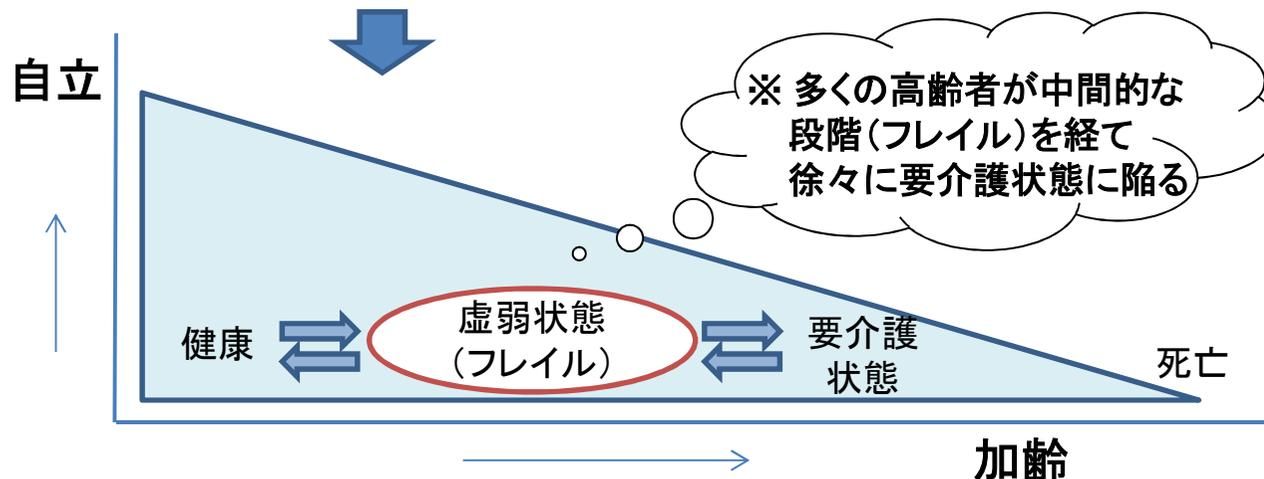 自立
※ 多くの高齢者が中間的な
段階(フレイル)を経て
徐々に要介護状態に陥る
健康
虚弱状態
(フレイル)
要介護
状態
死亡
加齢